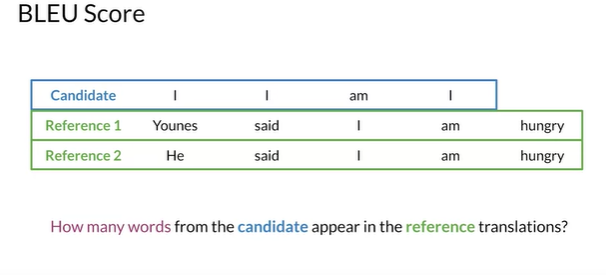 BLEU Score
Candidate I I am I
Reference 1 Younes said I am hungry
Reference 2 He said I am hungry
How many words from the candidate appear in the reference translations?